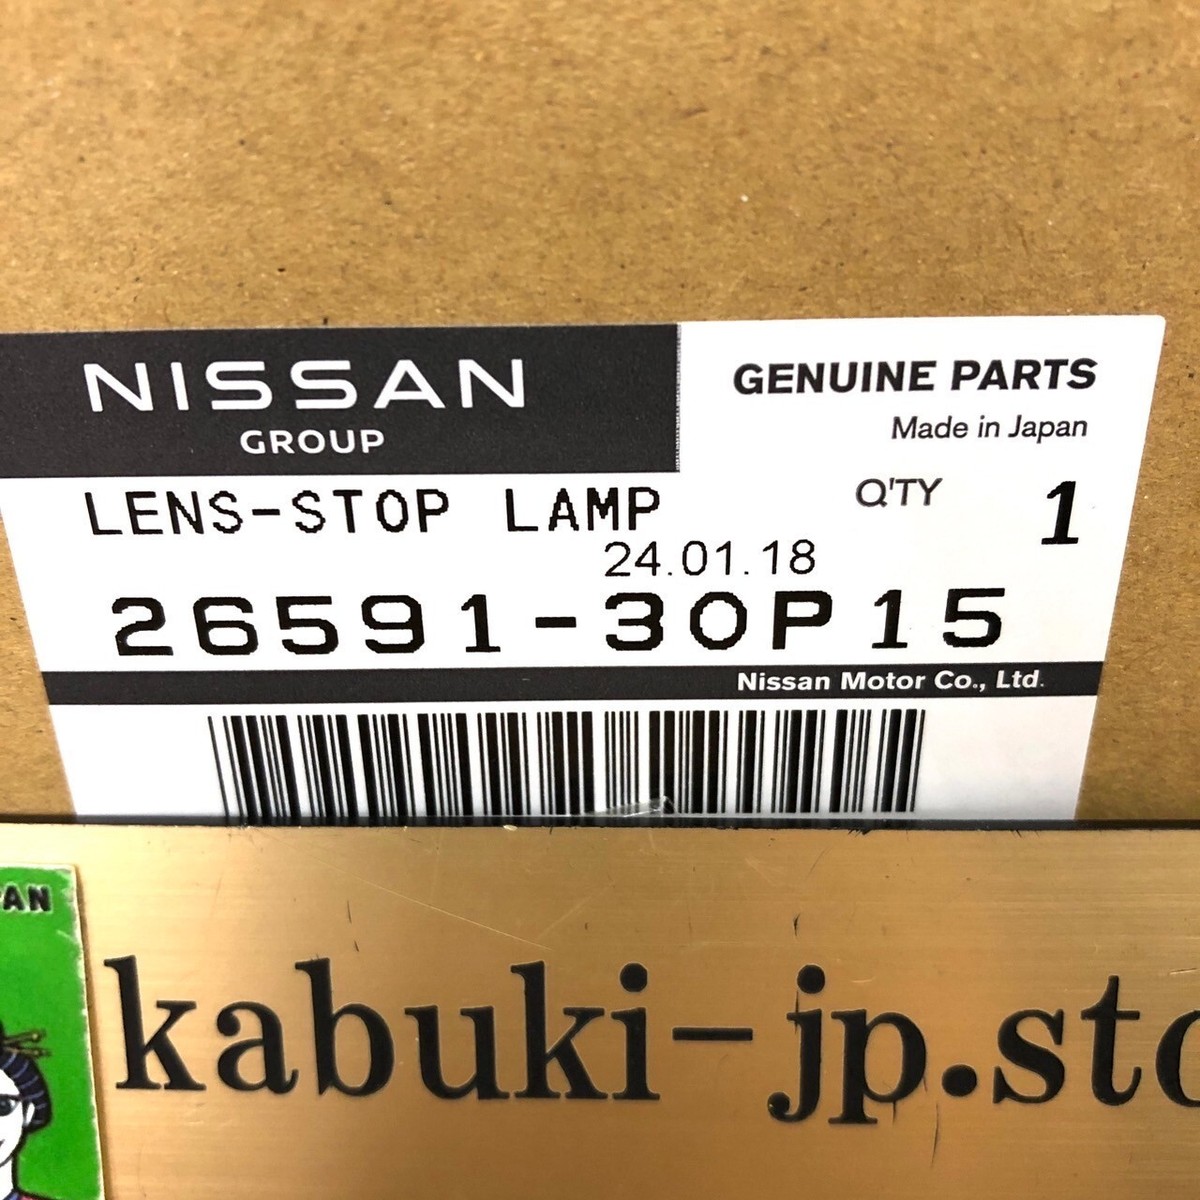 NISSAN
GROUP
GENUINE PARTS
Made in Japan
LENS-STOP LAMP
Q'TY 1
24.01.18
26591-30P15
Nissan Motor Co., Ltd.
kabuki-jp.sto